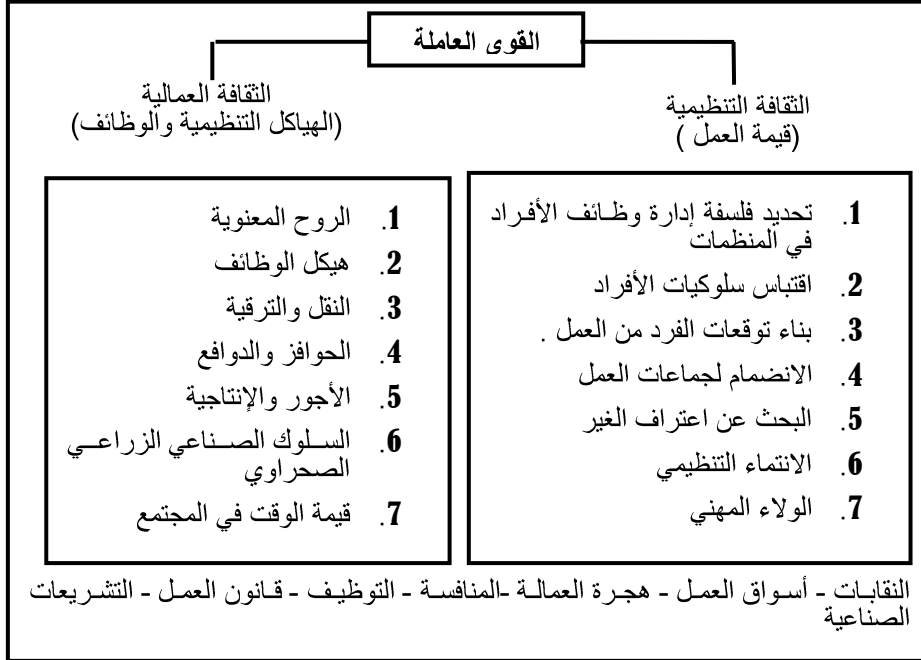 القوى العاملة
الثقافة التنظيمية
(قيمة العمل )
1. تحديد فلسفة إدارة وظائف الأفراد
في المنظمات
2. اقتباس سلوكيات الأفراد
3. بناء توقعات الفرد من العمل .
4. الانضمام لجماعات العمل
5. البحث عن اعتراف الغير
6. الانتماء التنظيمي
7. الولاء المهني
الثقافة العمالية
(الهياكل التنظيمية والوظائف)
1. الروح المعنوية
2. هيكل الوظائف
3. النقل والترقية
4. الحوافز والدوافع
5. الأجور والإنتاجية
6. السلوك الصناعي الزراعي
الصحراوي
7. قيمة الوقت في المجتمع
النقابات - أسواق العمل - هجرة العمالة -المنافسة - التوظيف - قانون العمل - التشريعات
الصناعية